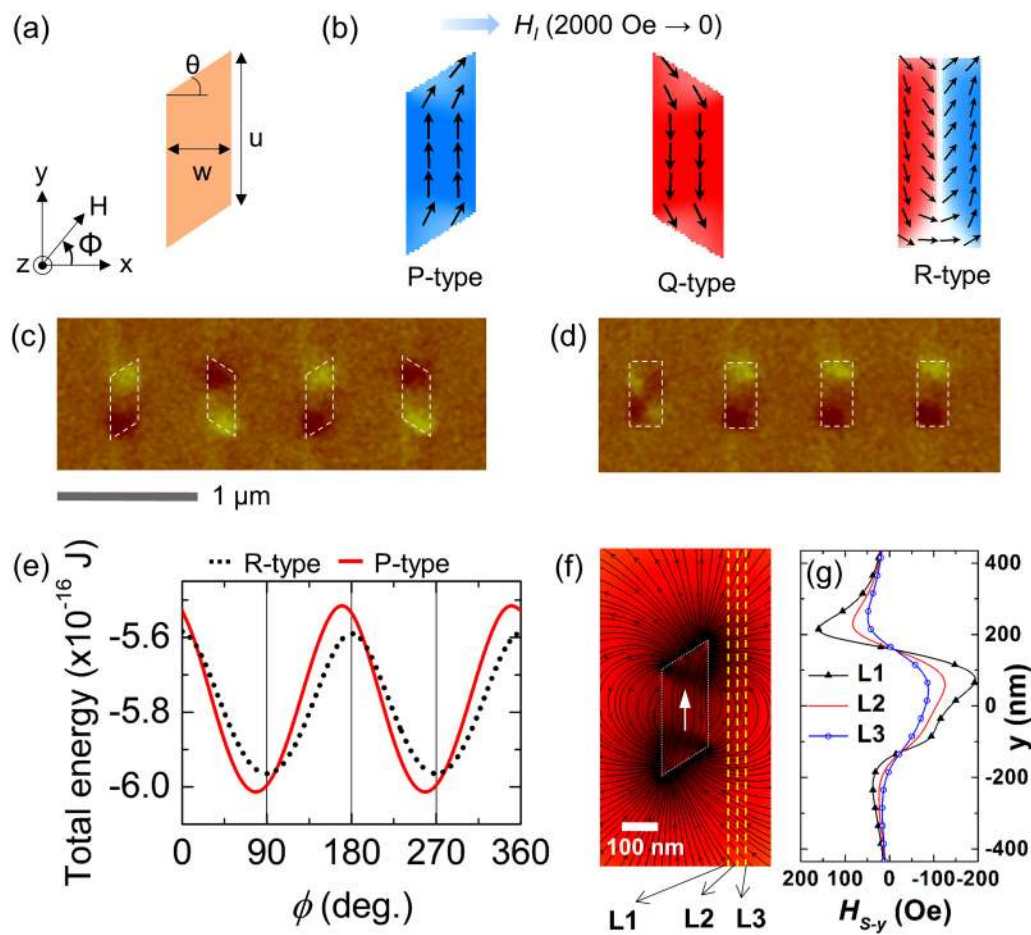 (a)
θ
w
u
y
H
Φ
z
x
(b)
H_I (2000 Oe → 0)
P-type
Q-type
R-type
(c)
1 μm
(d)
(e)
R-type
P-type
Total energy (x10⁻¹⁶ J)
-5.6
-5.8
-6.0
0 90 180 270 360
ϕ (deg.)
(f)
100 nm
L1 L2 L3
(g)
L1
L2
L3
400
200
0
-200
-400
y (nm)
200 100 0 -100 -200
H_S-y (Oe)